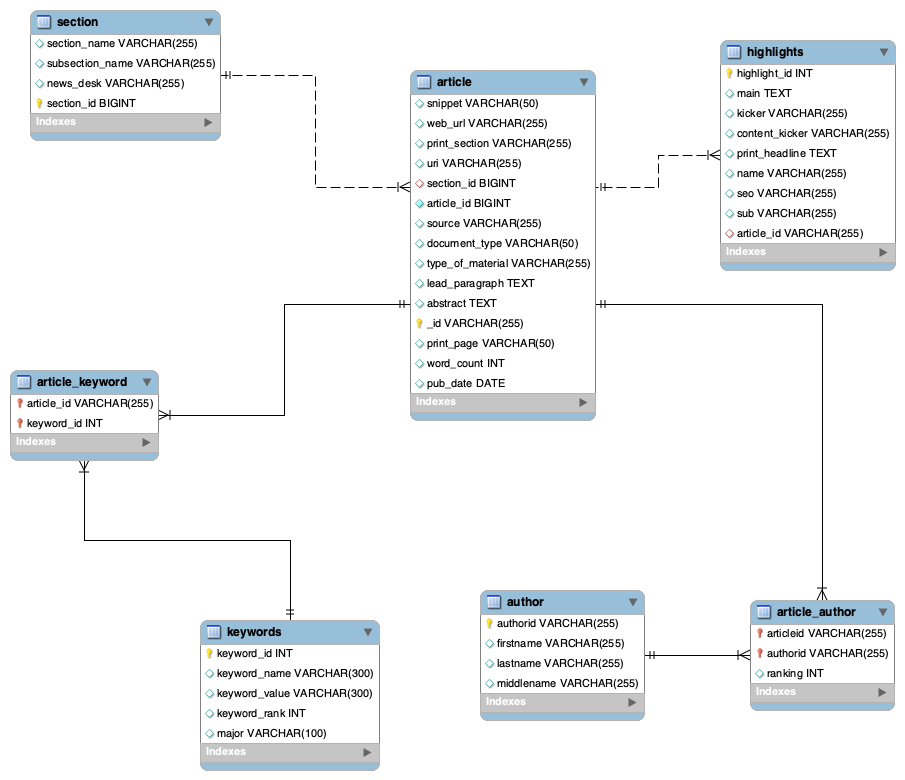 section
section_name VARCHAR(255)
subsection_name VARCHAR(255)
news_desk VARCHAR(255)
section_id BIGINT
Indexes
article
snippet VARCHAR(50)
web_url VARCHAR(255)
print_section VARCHAR(255)
uri VARCHAR(255)
section_id BIGINT
article_id BIGINT
source VARCHAR(255)
document_type VARCHAR(50)
type_of_material VARCHAR(255)
lead_paragraph TEXT
abstract TEXT
_id VARCHAR(255)
print_page VARCHAR(50)
word_count INT
pub_date DATE
Indexes
highlights
highlight_id INT
main TEXT
kicker VARCHAR(255)
content_kicker VARCHAR(255)
print_headline TEXT
name VARCHAR(255)
seo VARCHAR(255)
sub VARCHAR(255)
article_id VARCHAR(255)
Indexes
article_keyword
article_id VARCHAR(255)
keyword_id INT
Indexes
keywords
keyword_id INT
keyword_name VARCHAR(300)
keyword_value VARCHAR(300)
keyword_rank INT
major VARCHAR(100)
Indexes
author
authorid VARCHAR(255)
firstname VARCHAR(255)
lastname VARCHAR(255)
middlename VARCHAR(255)
Indexes
article_author
articleid VARCHAR(255)
authorid VARCHAR(255)
ranking INT
Indexes